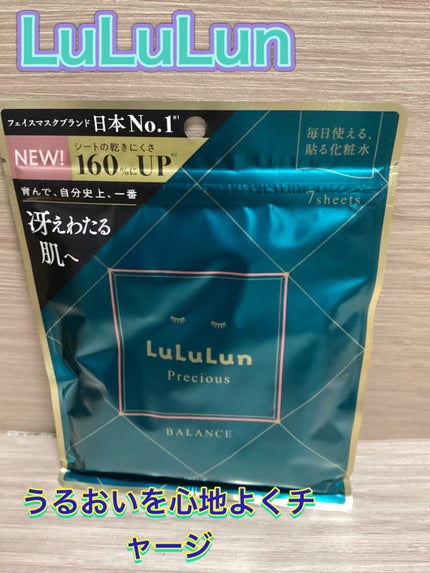 LuLuLun
フェイスマスクブランド 日本No.1※1
毎日使える、
貼る化粧水
NEW!
シートの乾きにくさ
160%UP※2
7sheets
育んで、自分史上、一番
冴えわたる
肌へ
LuLuLun
Precious
BALANCE
うるおいを心地よくチ
ャージ